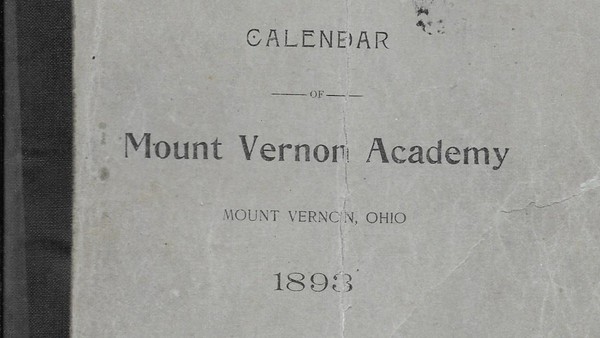 CALENDAR
OF
Mount Vernon Academy
MOUNT VERNON, OHIO
1893